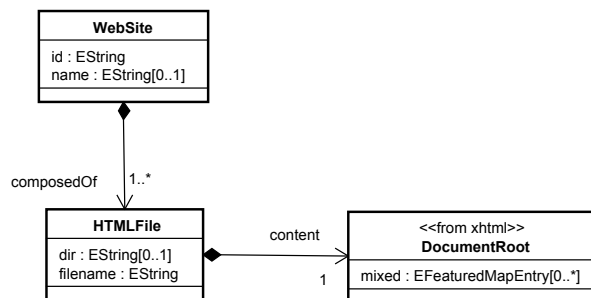 WebSite
id : EString
name : EString[0..1]
composedOf
1..*
HTMLFile
dir : EString[0..1]
filename : EString
content
1
<<from xhtml>>
DocumentRoot
mixed : EFeaturedMapEntry[0..*]